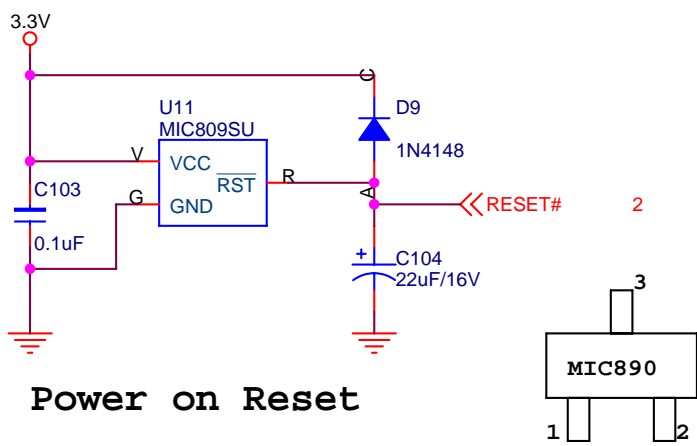 3.3V
C
U11
MIC809SU
D9
1N4148
V
VCC
RST
R
A
G
GND
C103
0.1uF
RESET# 2
+
C104
22uF/16V
3
MIC890
1 2
Power on Reset